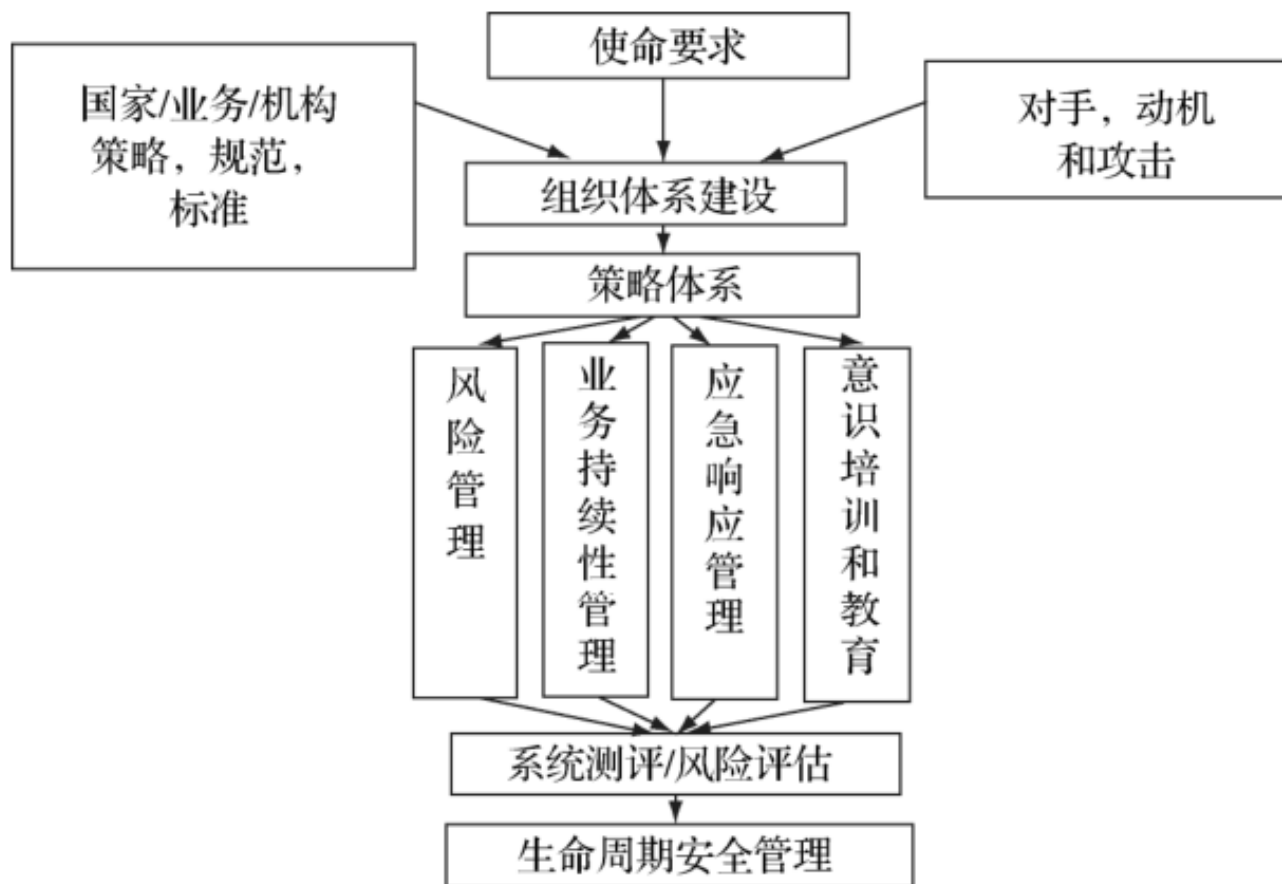 使命要求
国家/业务/机构
策略，规范，
标准
对手，动机
和攻击
组织体系建设
策略体系
风险管理
业务持续性管理
应急响应管理
意识培训和教育
系统测评/风险评估
生命周期安全管理